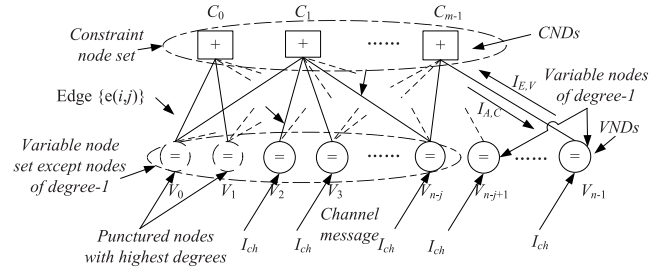 C0 C1 Cm-1
Constraint
node set
+ + ...... +
CNDs
Edge {e(i,j)}
IE,V
IA,C
Variable nodes
of degree-1
VNDs
Variable node
set except nodes
of degree-1
= = = = ...... = = ...... =
V0 V1 V2 V3 Vn-j Vn-j+1 Vn-1
Punctured nodes
with highest degrees
Channel
message
Ich Ich Ich Ich Ich